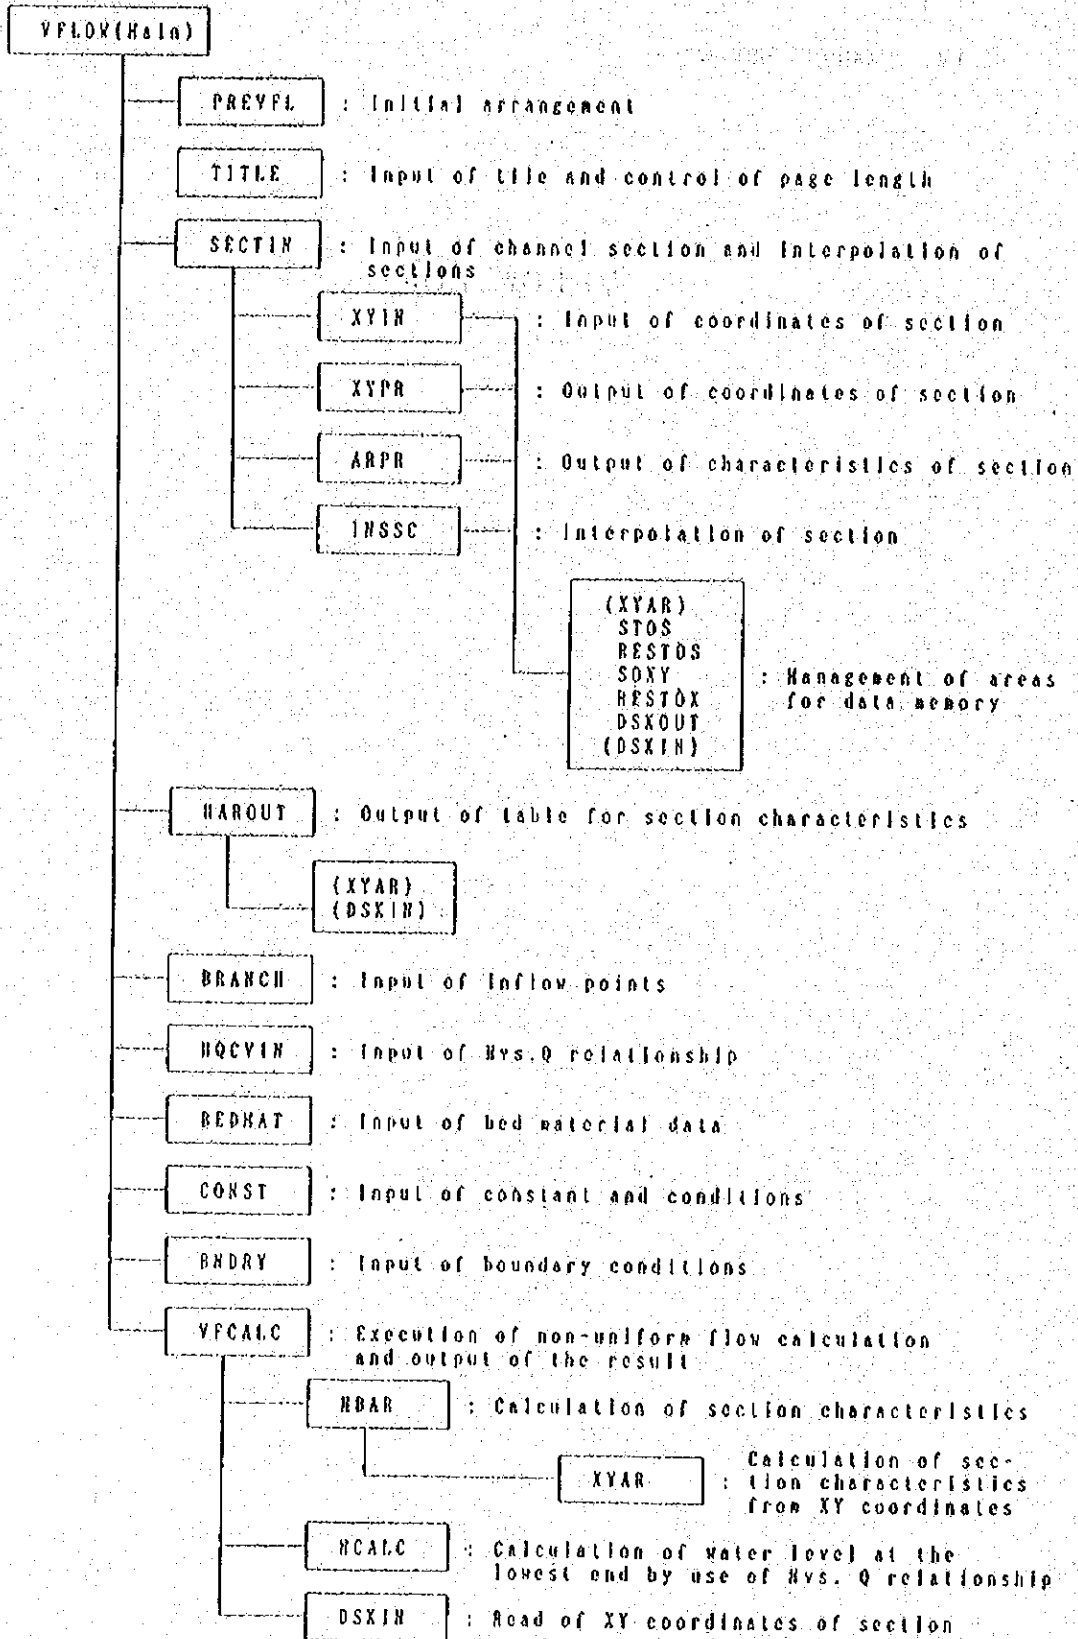 VFLOW(Main)
PREVFL : Initial arrangement
TITLE : Input of tile and control of page length
SECTIN : Input of channel section and interpolation of
sections
XYIN : Input of coordinates of section
XYPR : Output of coordinates of section
ARPR : Output of characteristics of section
INSSC : Interpolation of section
(XYAR)
STOS
RESTOS
SOXY
RESTOX
DSXOUT
(DSXIN)
: Management of areas
for data memory
HAROUT : Output of table for section characteristics
(XYAR)
(DSXIN)
BRANCH : Input of inflow points
HQCVIN : Input of Hvs.Q relationship
BEDMAT : Input of bed material data
CONST : Input of constant and conditions
BNDRY : Input of boundary conditions
VFCALC : Execution of non-uniform flow calculation
and output of the result
HBAR : Calculation of section characteristics
XYAR : Calculation of sec-
tion characteristics
from XY coordinates
HCALC : Calculation of water level at the
lowest end by use of Hvs. Q relationship
DSXIN : Read of XY coordinates of section